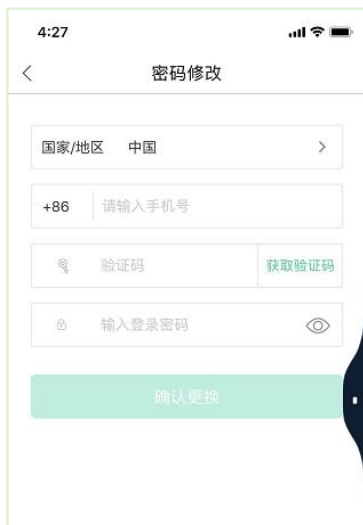 4:27
密码修改
国家/地区 中国
+86 请输入手机号
验证码 获取验证码
输入登录密码
确认更换